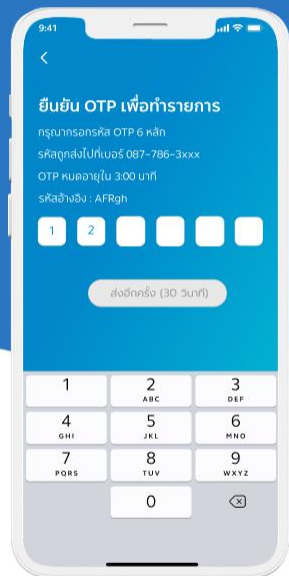 9:41
ยืนยัน OTP เพื่อทำรายการ
กรุณากรอกรหัส OTP 6 หลัก
รหัสถูกส่งไปที่เบอร์ 087-786-3xxx
OTP หมดอายุใน 3:00 นาที
รหัสอ้างอิง : AFRgh
1 2
ส่งอีกครั้ง (30 วินาที)
1 2 3
ABC DEF
4 5 6
GHI JKL MNO
7 8 9
PQRS TUV WXYZ
0